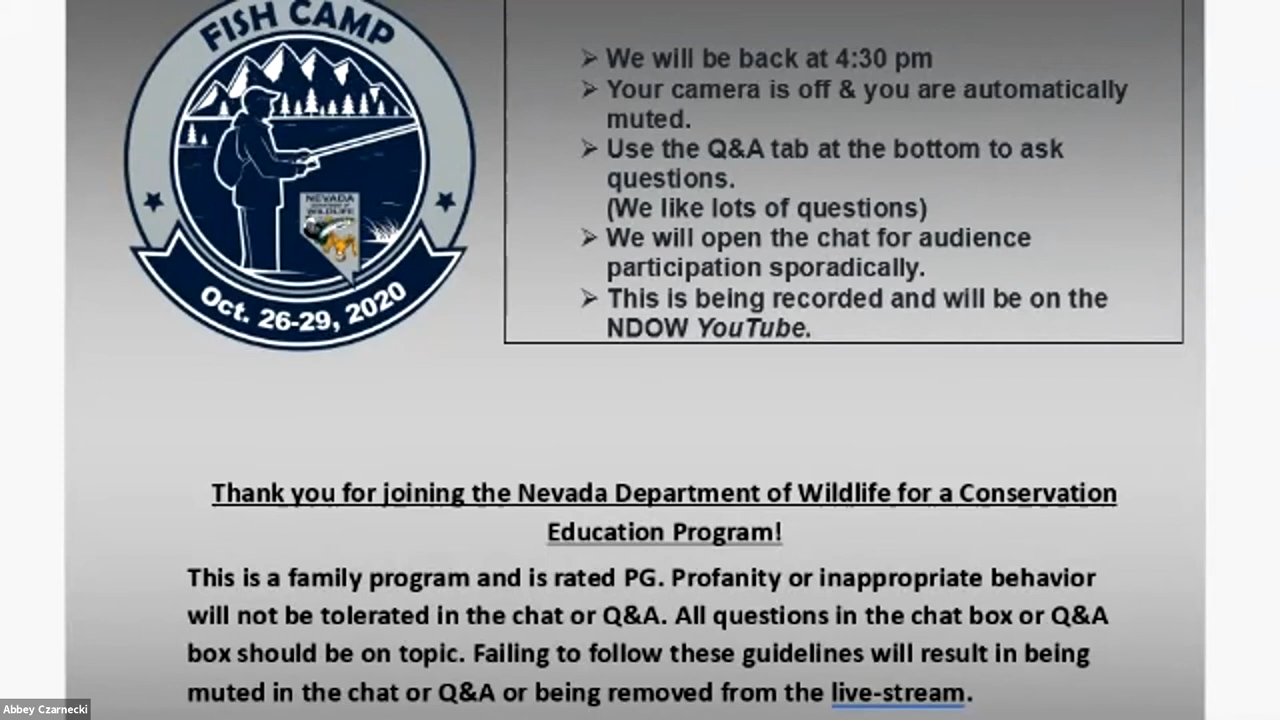 FISH CAMP
NEVADA
DEPARTMENT OF
WILDLIFE
Oct. 26-29, 2020
➢ We will be back at 4:30 pm
➢ Your camera is off & you are automatically
muted.
➢ Use the Q&A tab at the bottom to ask
questions.
(We like lots of questions)
➢ We will open the chat for audience
participation sporadically.
➢ This is being recorded and will be on the
NDOW YouTube.
Thank you for joining the Nevada Department of Wildlife for a Conservation
Education Program!
This is a family program and is rated PG. Profanity or inappropriate behavior
will not be tolerated in the chat or Q&A. All questions in the chat box or Q&A
box should be on topic. Failing to follow these guidelines will result in being
muted in the chat or Q&A or being removed from the live-stream.
Abbey Czarnecki